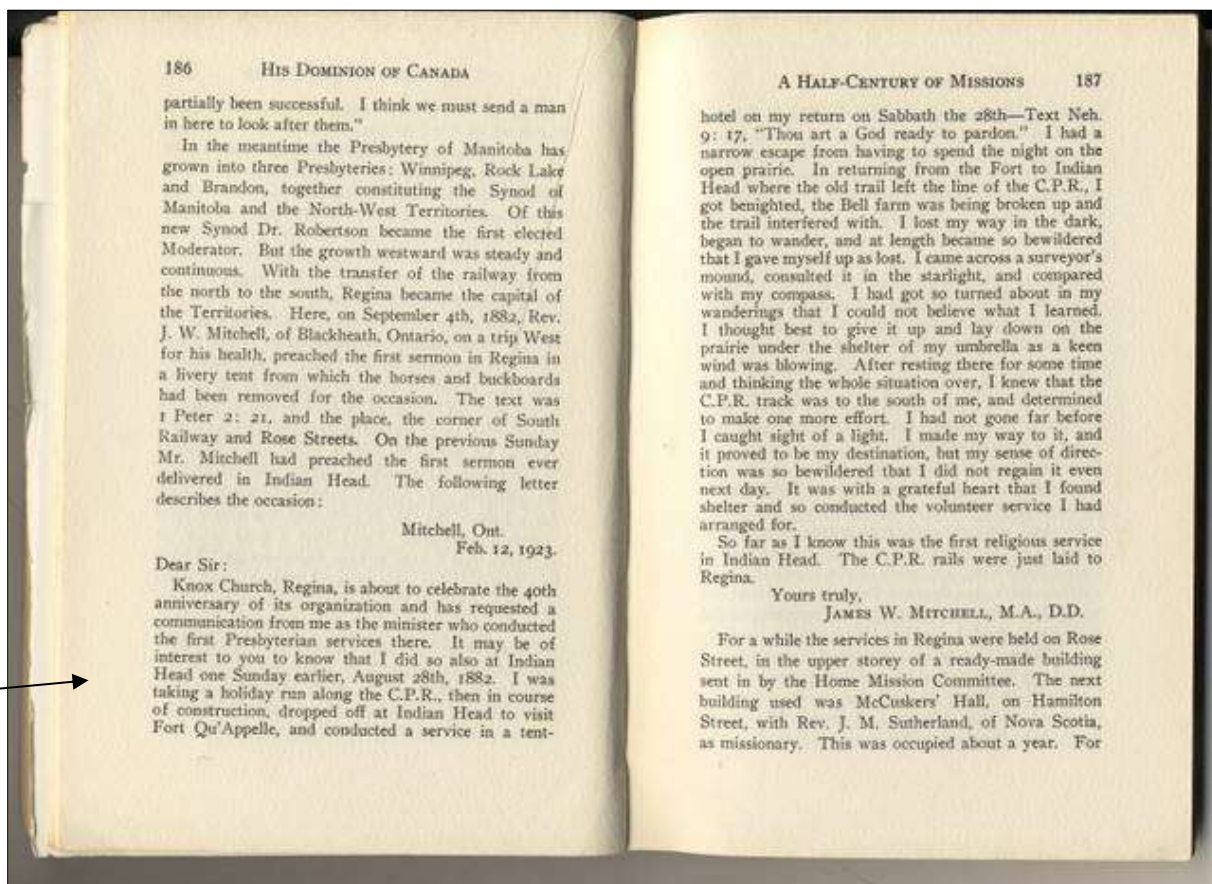 186 HIS DOMINION OF CANADA
partially been successful. I think we must send a man
in here to look after them."
In the meantime the Presbytery of Manitoba has
grown into three Presbyteries: Winnipeg, Rock Lake
and Brandon, together constituting the Synod of
Manitoba and the North-West Territories. Of this
new Synod Dr. Robertson became the first elected
Moderator. But the growth westward was steady and
continuous. With the transfer of the railway from
the north to the south, Regina became the capital of
the Territories. Here, on September 4th, 1882, Rev.
J. W. Mitchell, of Blackheath, Ontario, on a trip West
for his health, preached the first sermon in Regina in
a livery tent from which the horses and buckboards
had been removed for the occasion. The text was
1 Peter 2: 21, and the place, the corner of South
Railway and Rose Streets. On the previous Sunday
Mr. Mitchell had preached the first sermon ever
delivered in Indian Head. The following letter
describes the occasion:
Mitchell, Ont.
Feb. 12, 1923.
Dear Sir:
Knox Church, Regina, is about to celebrate the 40th
anniversary of its organization and has requested a
communication from me as the minister who conducted
the first Presbyterian services there. It may be of
interest to you to know that I did so also at Indian
Head one Sunday earlier, August 28th, 1882. I was
taking a holiday run along the C.P.R., then in course
of construction, dropped off at Indian Head to visit
Fort Qu'Appelle, and conducted a service in a tent-
A HALF-CENTURY OF MISSIONS 187
hotel on my return on Sabbath the 28th—Text Neh.
9: 17, "Thou art a God ready to pardon." I had a
narrow escape from having to spend the night on the
open prairie. In returning from the Fort to Indian
Head where the old trail left the line of the C.P.R., I
got benighted, the Bell farm was being broken up and
the trail interfered with. I lost my way in the dark,
began to wander, and at length became so bewildered
that I gave myself up as lost. I came across a surveyor's
mound, consulted it in the starlight, and compared
with my compass. I had got so turned about in my
wanderings that I could not believe what I learned.
I thought best to give it up and lay down on the
prairie under the shelter of my umbrella as a keen
wind was blowing. After resting there for some time
and thinking the whole situation over, I knew that the
C.P.R. track was to the south of me, and determined
to make one more effort. I had not gone far before
I caught sight of a light. I made my way to it, and
it proved to be my destination, but my sense of direc-
tion was so bewildered that I did not regain it even
next day. It was with a grateful heart that I found
shelter and so conducted the volunteer service I had
arranged for.
So far as I know this was the first religious service
in Indian Head. The C.P.R. rails were just laid to
Regina.
Yours truly,
JAMES W. MITCHELL, M.A., D.D.
For a while the services in Regina were held on Rose
Street, in the upper storey of a ready-made building
sent in by the Home Mission Committee. The next
building used was McCuskers' Hall, on Hamilton
Street, with Rev. J. M. Sutherland, of Nova Scotia,
as missionary. This was occupied about a year. For